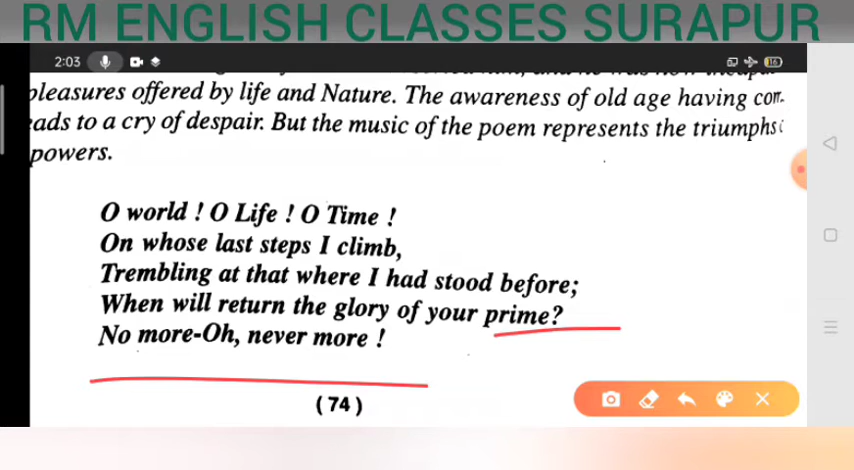 RM ENGLISH CLASSES SURAPUR
2:03
pleasures offered by life and Nature. The awareness of old age having com
eads to a cry of despair. But the music of the poem represents the triumphs
powers.
O world ! O Life ! O Time !
On whose last steps I climb,
Trembling at that where I had stood before;
When will return the glory of your prime?
No more-Oh, never more !
(74)